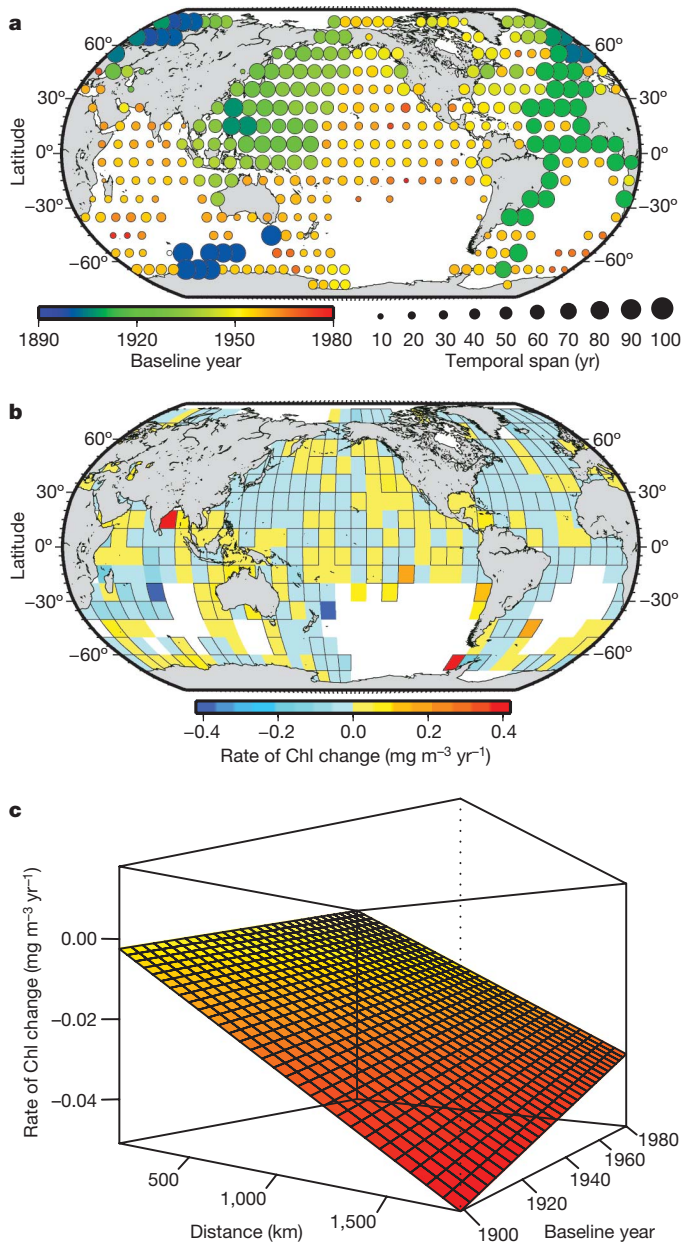 a
60º
60º
30º
30º
0º
0º
−30º
−30º
−60º
−60º
Latitude
1890 1920 1950 1980
Baseline year
10 20 30 40 50 60 70 80 90 100
Temporal span (yr)
b
60º
60º
30º
30º
0º
0º
−30º
−30º
−60º
−60º
Latitude
−0.4 −0.2 0.0 0.2 0.4
Rate of Chl change (mg m⁻³ yr⁻¹)
c
Rate of Chl change (mg m⁻³ yr⁻¹)
0.00
−0.02
−0.04
500
1,000
1,500
Distance (km)
1900
1920
1940
1960
1980
Baseline year